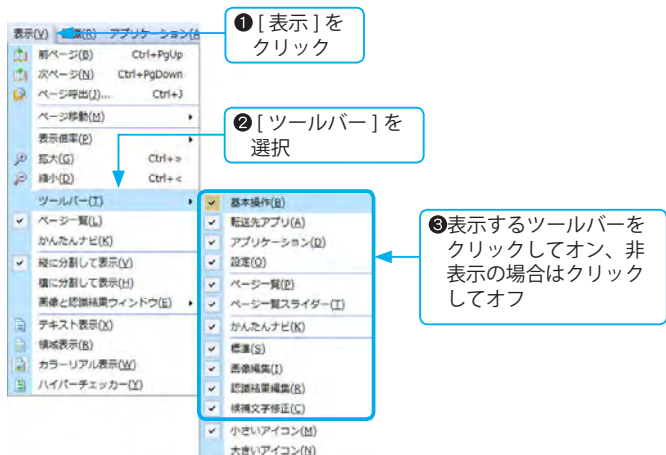 ❶[ 表示 ] を
クリック
表示(V) 認識(R) アプリケーション(A
前ページ(B) Ctrl+PgUp
次ページ(N) Ctrl+PgDown
ページ呼出(J)... Ctrl+J
ページ移動(M)
表示倍率(P)
拡大(G) Ctrl+>
縮小(D) Ctrl+<
ツールバー(T)
ページ一覧(L)
かんたんナビ(K)
縦に分割して表示(V)
横に分割して表示(H)
画像と認識結果ウィンドウ(E)
テキスト表示(X)
領域表示(R)
カラーリアル表示(W)
ハイパーチェッカー(Y)
❷[ ツールバー ] を
選択
基本操作(B)
転送先アプリ(A)
アプリケーション(D)
設定(O)
ページ一覧(P)
ページ一覧スライダー(T)
かんたんナビ(K)
標準(S)
画像編集(I)
認識結果編集(R)
候補文字修正(C)
小さいアイコン(M)
大きいアイコン(N)
❸表示するツールバーを
クリックしてオン、非
表示の場合はクリック
してオフ